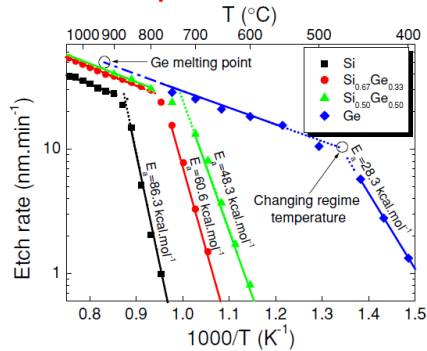 T (°C)
1000 900 800 700 600 500 400
Ge melting point
Si
Si0.67Ge0.33
Si0.50Ge0.50
Ge
Etch rate (nm.min-1)
10
1
Ea=86.3 kcal.mol-1
Ea=60.6 kcal.mol-1
Ea=48.3 kcal.mol-1
Ea=28.3 kcal.mol-1
Changing regime
temperature
0.8 0.9 1.0 1.1 1.2 1.3 1.4 1.5
1000/T (K-1)